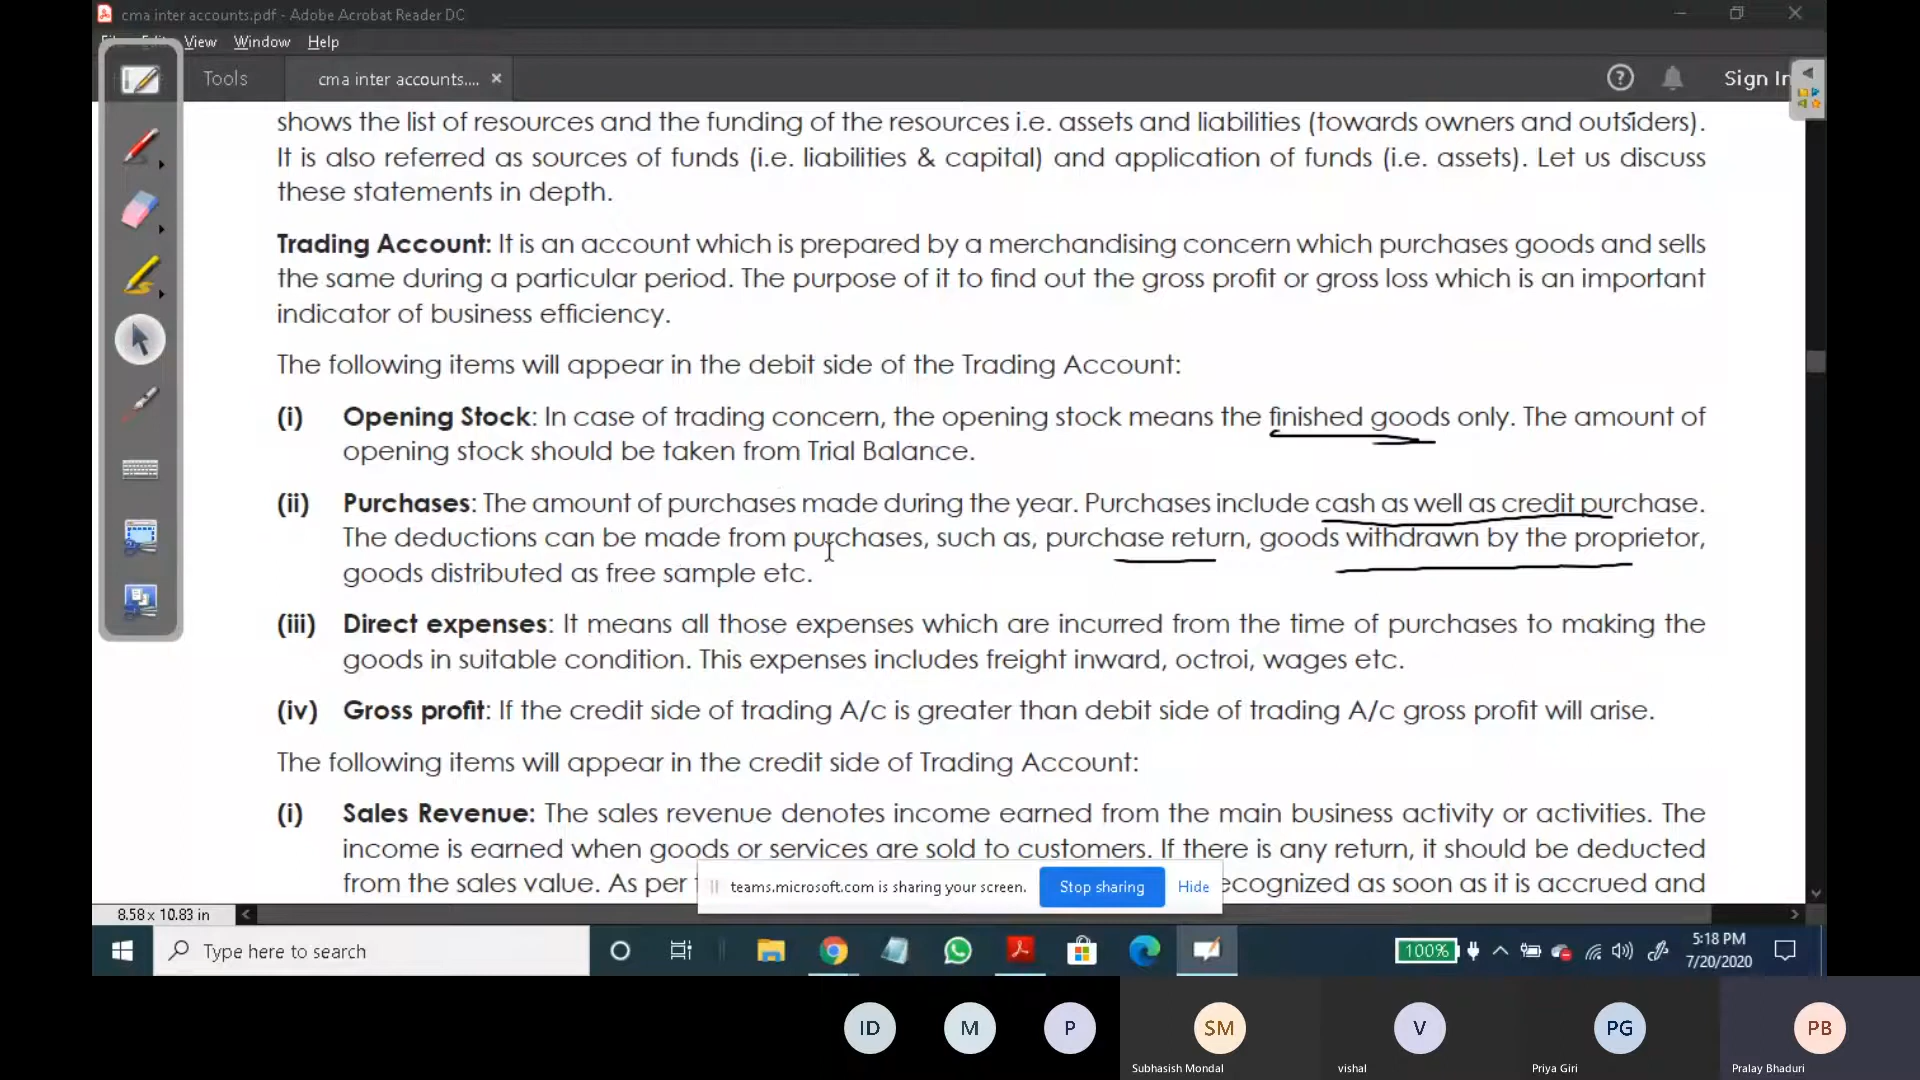 cma inter accounts.pdf - Adobe Acrobat Reader DC
View Window Help
Tools cma inter accounts.... × Sign In
shows the list of resources and the funding of the resources i.e. assets and liabilities (towards owners and outsiders).
It is also referred as sources of funds (i.e. liabilities & capital) and application of funds (i.e. assets). Let us discuss
these statements in depth.
Trading Account: It is an account which is prepared by a merchandising concern which purchases goods and sells
the same during a particular period. The purpose of it to find out the gross profit or gross loss which is an important
indicator of business efficiency.
The following items will appear in the debit side of the Trading Account:
(i) Opening Stock: In case of trading concern, the opening stock means the finished goods only. The amount of
opening stock should be taken from Trial Balance.
(ii) Purchases: The amount of purchases made during the year. Purchases include cash as well as credit purchase.
The deductions can be made from purchases, such as, purchase return, goods withdrawn by the proprietor,
goods distributed as free sample etc.
(iii) Direct expenses: It means all those expenses which are incurred from the time of purchases to making the
goods in suitable condition. This expenses includes freight inward, octroi, wages etc.
(iv) Gross profit: If the credit side of trading A/c is greater than debit side of trading A/c gross profit will arise.
The following items will appear in the credit side of Trading Account:
(i) Sales Revenue: The sales revenue denotes income earned from the main business activity or activities. The
income is earned when goods or services are sold to customers. If there is any return, it should be deducted
from the sales value. As per ecognized as soon as it is accrued and
teams.microsoft.com is sharing your screen. Stop sharing Hide
8.58 x 10.83 in
Type here to search
100% 5:18 PM
7/20/2020
ID M P SM V PG PB
Subhasish Mondal vishal Priya Giri Pralay Bhaduri